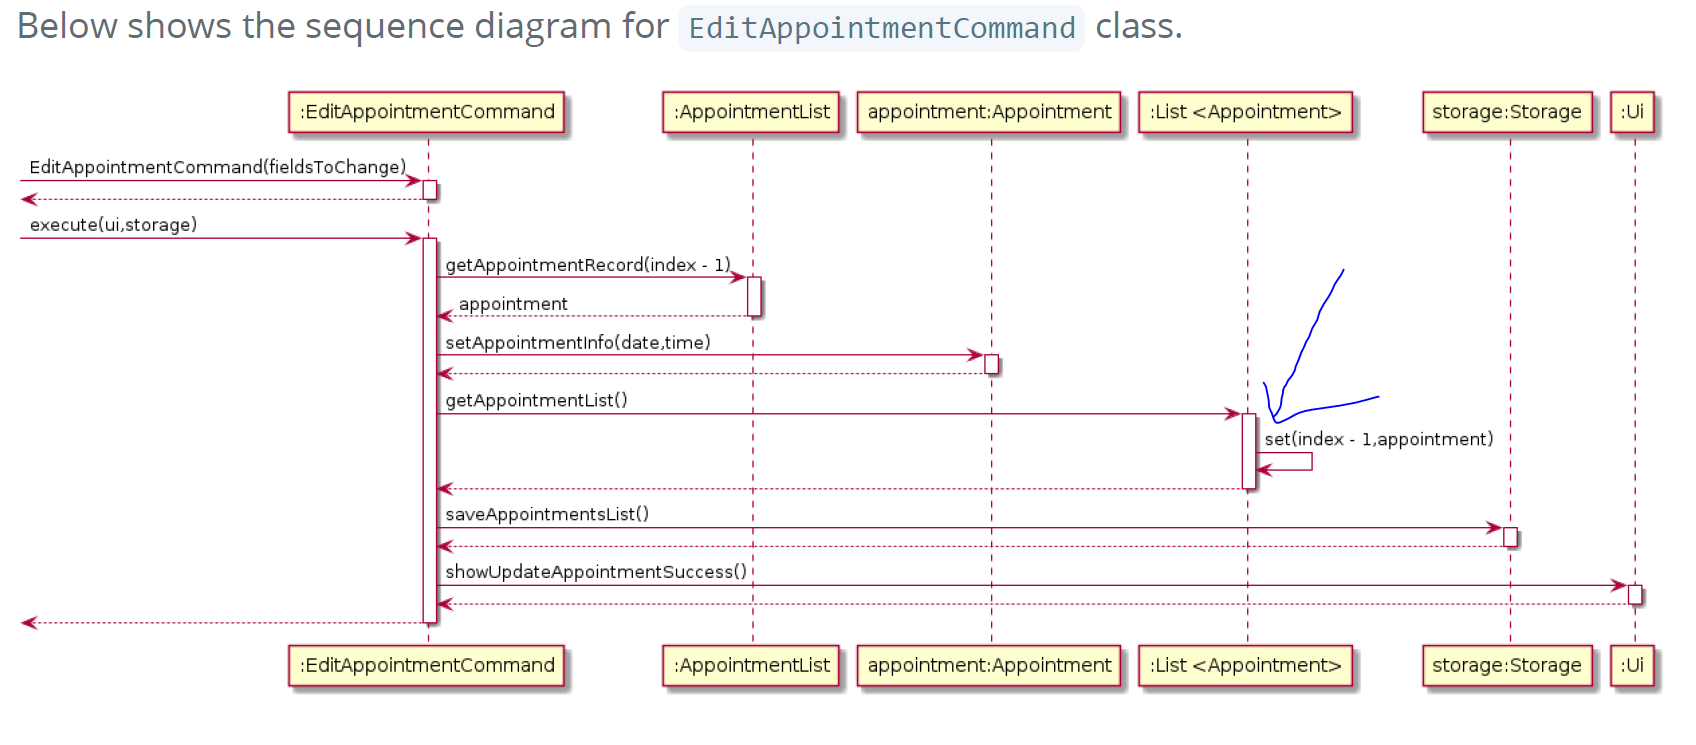 Below shows the sequence diagram for EditAppointmentCommand class.
:EditAppointmentCommand :AppointmentList appointment:Appointment :List <Appointment> storage:Storage :Ui
EditAppointmentCommand(fieldsToChange)
execute(ui,storage)
getAppointmentRecord(index - 1)
appointment
setAppointmentInfo(date,time)
getAppointmentList()
set(index - 1,appointment)
saveAppointmentsList()
showUpdateAppointmentSuccess()
:EditAppointmentCommand :AppointmentList appointment:Appointment :List <Appointment> storage:Storage :Ui